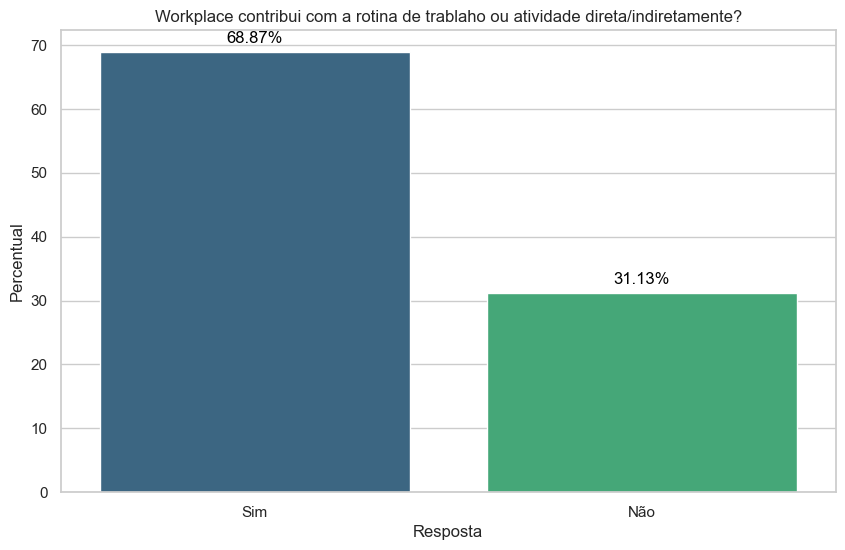 Workplace contribui com a rotina de trablaho ou atividade direta/indiretamente?
68.87%
31.13%
70
60
50
40
30
20
10
0
Percentual
Sim
Não
Resposta